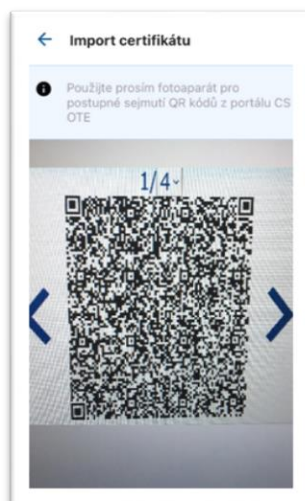 Import certifikátu
Použijte prosím fotoaparát pro
postupné sejmutí QR kódů z portálu CS
OTE
1/4